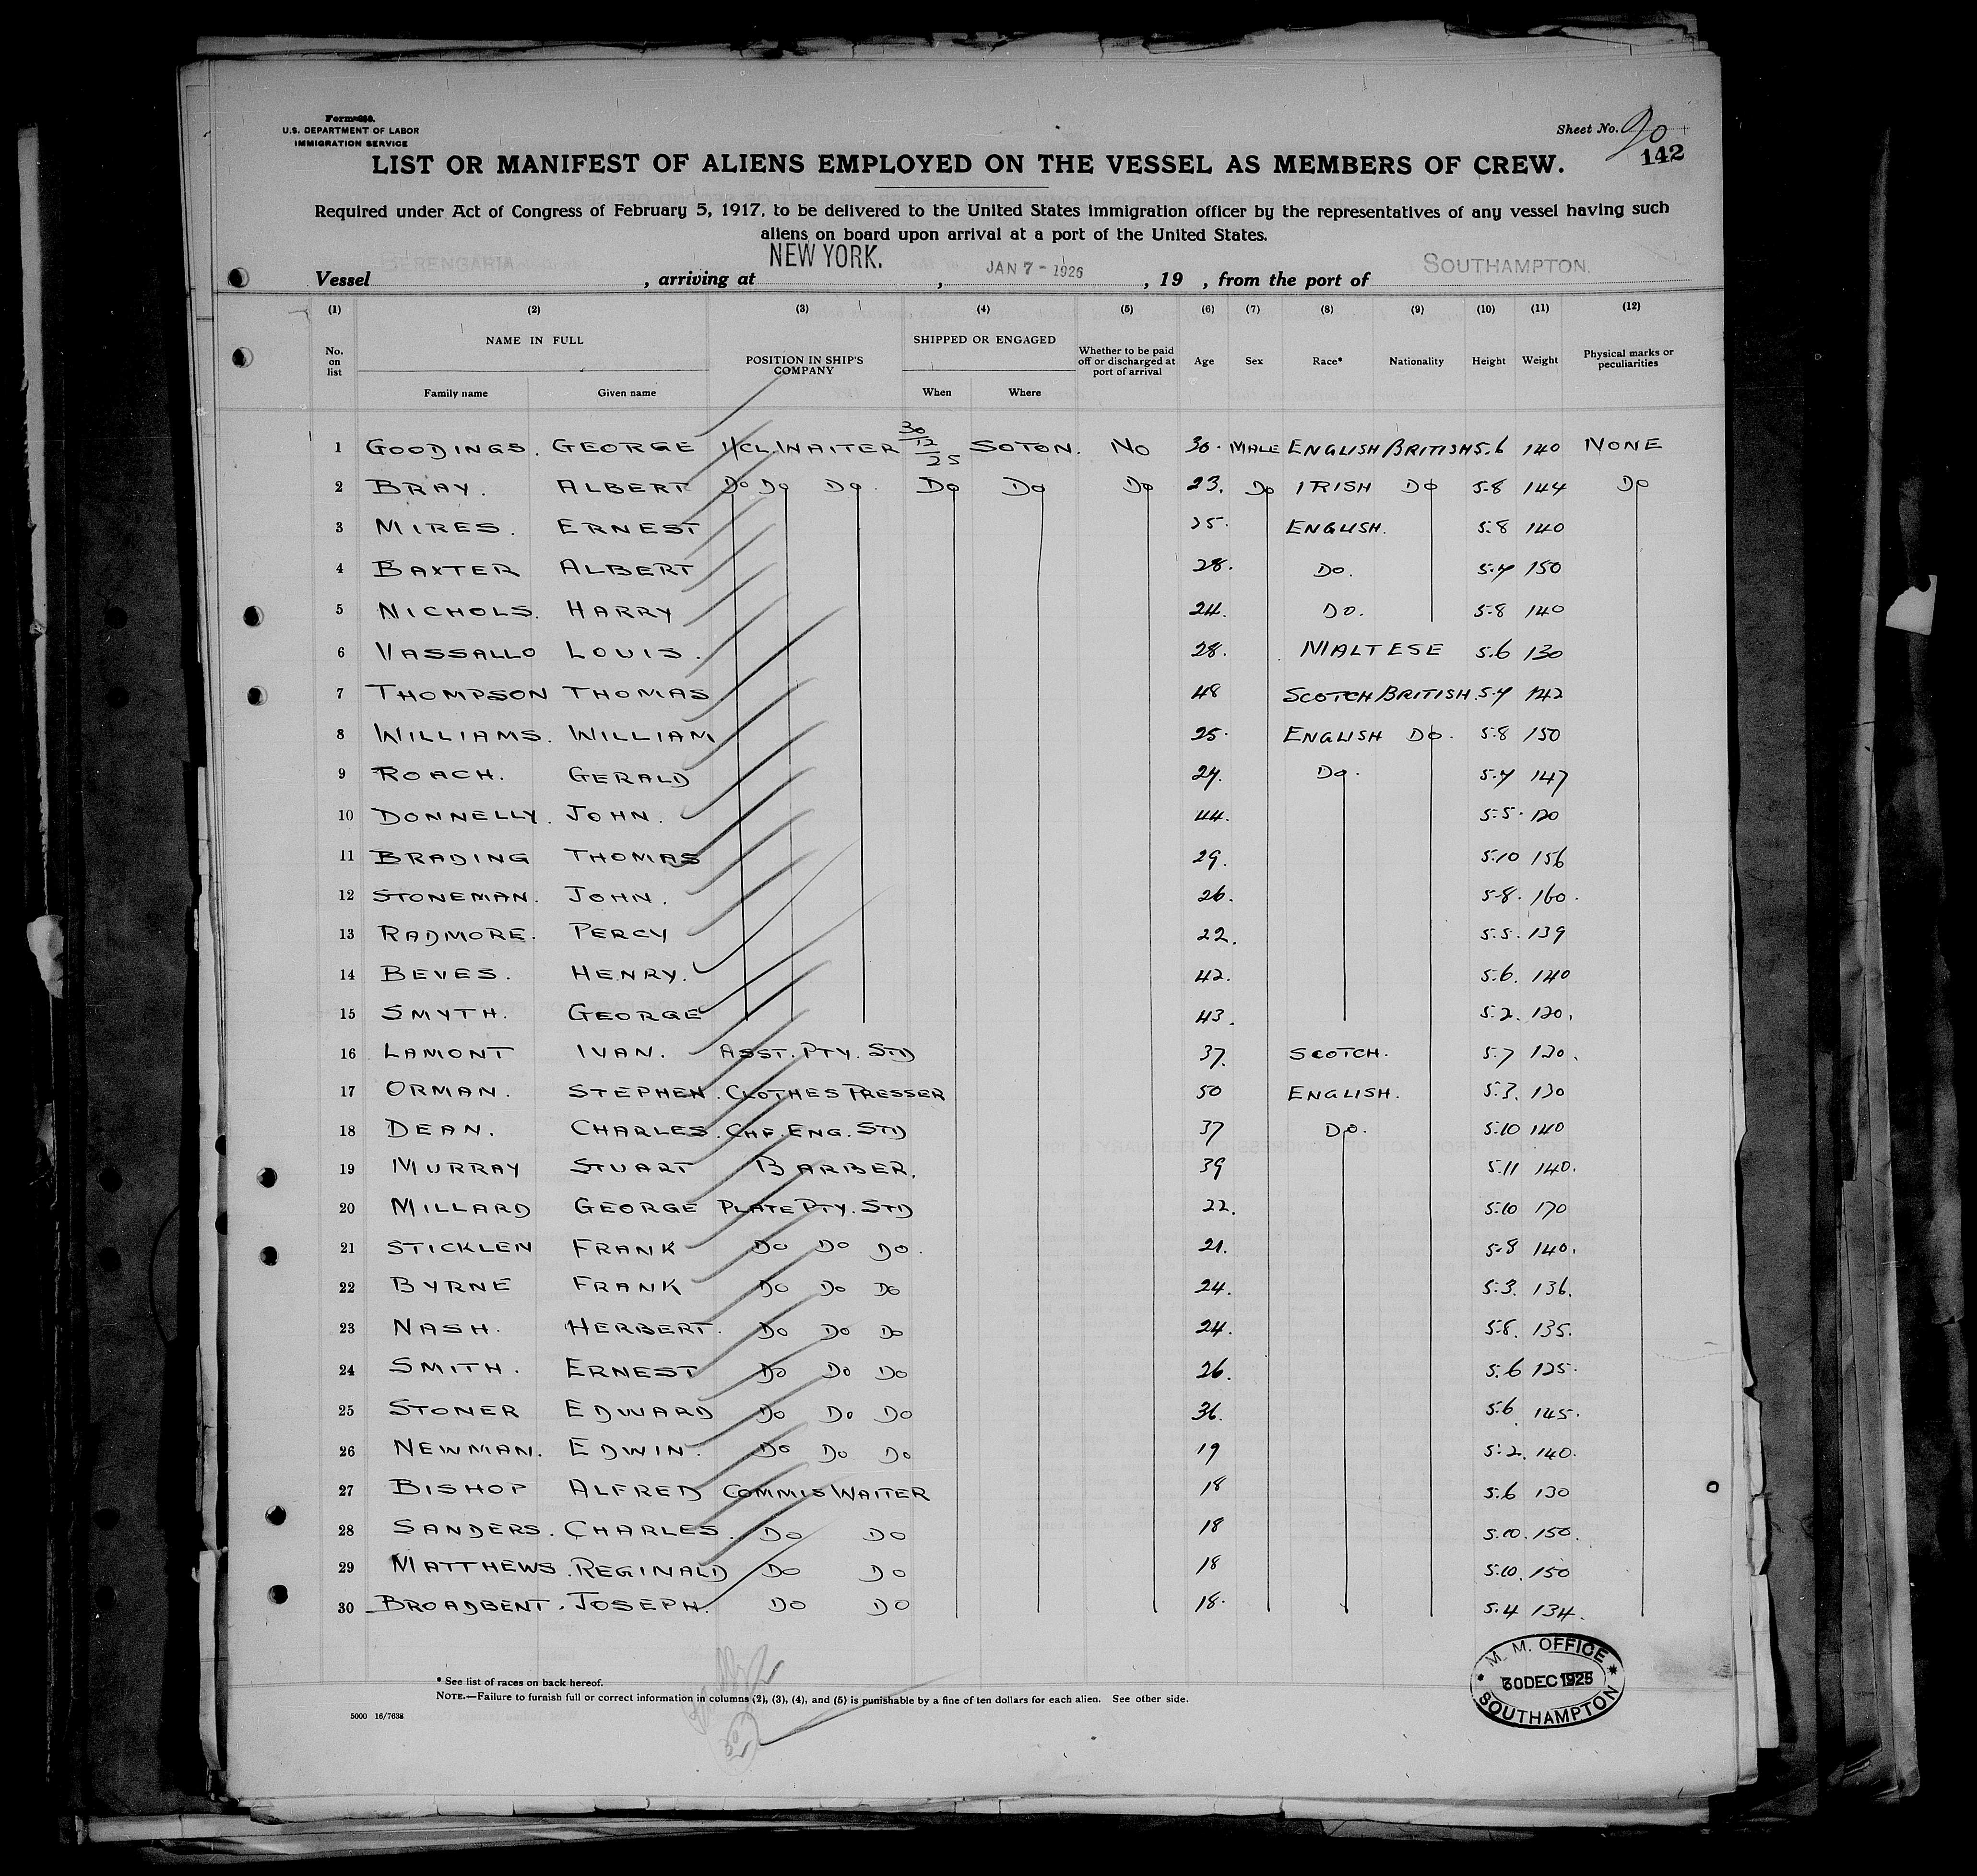 Form 680.
U.S. DEPARTMENT OF LABOR
IMMIGRATION SERVICE
Sheet No. 20
142
LIST OR MANIFEST OF ALIENS EMPLOYED ON THE VESSEL AS MEMBERS OF CREW.
Required under Act of Congress of February 5, 1917, to be delivered to the United States immigration officer by the representatives of any vessel having such
aliens on board upon arrival at a port of the United States.
Vessel BERENGARIA, arriving at NEW YORK., JAN 7 - 1926, 19 , from the port of SOUTHAMPTON.
(1) (2) (3) (4) (5) (6) (7) (8) (9) (10) (11) (12)
No. on list NAME IN FULL POSITION IN SHIP'S COMPANY SHIPPED OR ENGAGED Whether to be paid off or discharged at port of arrival Age Sex Race* Nationality Height Weight Physical marks or peculiarities
Family name Given name When Where
1 GOODINGS. GEORGE 1/CL. WAITER 30/12/25 SOTON. NO 30. MALE ENGLISH BRITISH 5.6 140 NONE
2 BRAY. ALBERT DO DO DO. DO DO DO 23. DO IRISH DO 5.8 144 DO
3 MIRES. ERNEST 25. ENGLISH. 5.8 140
4 BAXTER ALBERT 28. DO. 5.7 150
5 NICHOLS. HARRY 24. DO. 5.8 140
6 VASSALLO LOUIS. 28. MALTESE 5.6 130
7 THOMPSON THOMAS 48 SCOTCH BRITISH. 5.7 142
8 WILLIAMS. WILLIAM 25. ENGLISH DO. 5.8 150
9 ROACH. GERALD 27. DO. 5.7 147
10 DONNELLY. JOHN. 44. 5.5. 120
11 BRADING THOMAS 29. 5.10 156
12 STONEMAN. JOHN. 26. 5.8. 160.
13 RADMORE. PERCY 22. 5.5. 139
14 BEVES. HENRY. 42. 5.6. 140
15 SMYTH. GEORGE 43. 5.2. 120.
16 LAMONT IVAN. ASST. PTY. STD 37. SCOTCH. 5.7 120.
17 ORMAN. STEPHEN. CLOTHES PRESSER 50 ENGLISH. 5.3. 130
18 DEAN. CHARLES. CHF. ENG. STD 37 DO. 5.10 140
19 MURRAY STUART BARBER. 39 5.11 140.
20 MILLARD GEORGE PLATE PTY. STD 22. 5.10 170
21 STICKLEN FRANK DO DO DO. 21. 5.8 140.
22 BYRNE FRANK DO DO DO 24. 5.3. 136.
23 NASH. HERBERT. DO DO DO 24. 5.8. 135.
24 SMITH. ERNEST DO DO DO 26. 5.6 125.
25 STONER EDWARD DO DO DO 36. 5.6 145.
26 NEWMAN. EDWIN. DO DO DO 19 5.2. 140.
27 BISHOP ALFRED COMMIS WAITER 18 5.6 130
28 SANDERS. CHARLES. DO DO 18 5.10. 150.
29 MATTHEWS. REGINALD DO DO 18 5.10. 150
30 BROADBENT. JOSEPH. DO DO 18. 5.4 134.
* See list of races on back hereof.
NOTE.—Failure to furnish full or correct information in columns (2), (3), (4), and (5) is punishable by a fine of ten dollars for each alien. See other side.
5000 16/7638
M. M. OFFICE
30 DEC 1925
SOUTHAMPTON